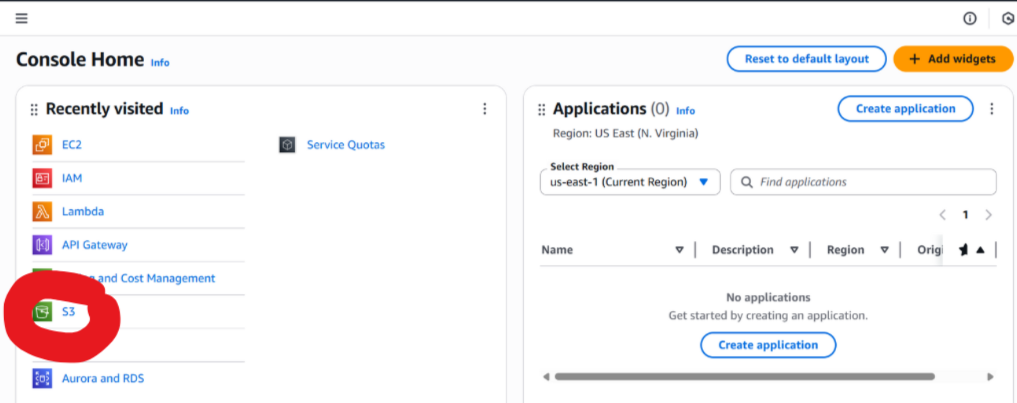 Console Home Info
Reset to default layout
+ Add widgets
Recently visited Info
EC2
IAM
Lambda
API Gateway
and Cost Management
S3
Aurora and RDS
Service Quotas
Applications (0) Info
Create application
Region: US East (N. Virginia)
Select Region
us-east-1 (Current Region)
Find applications
1
Name Description Region Origi
No applications
Get started by creating an application.
Create application